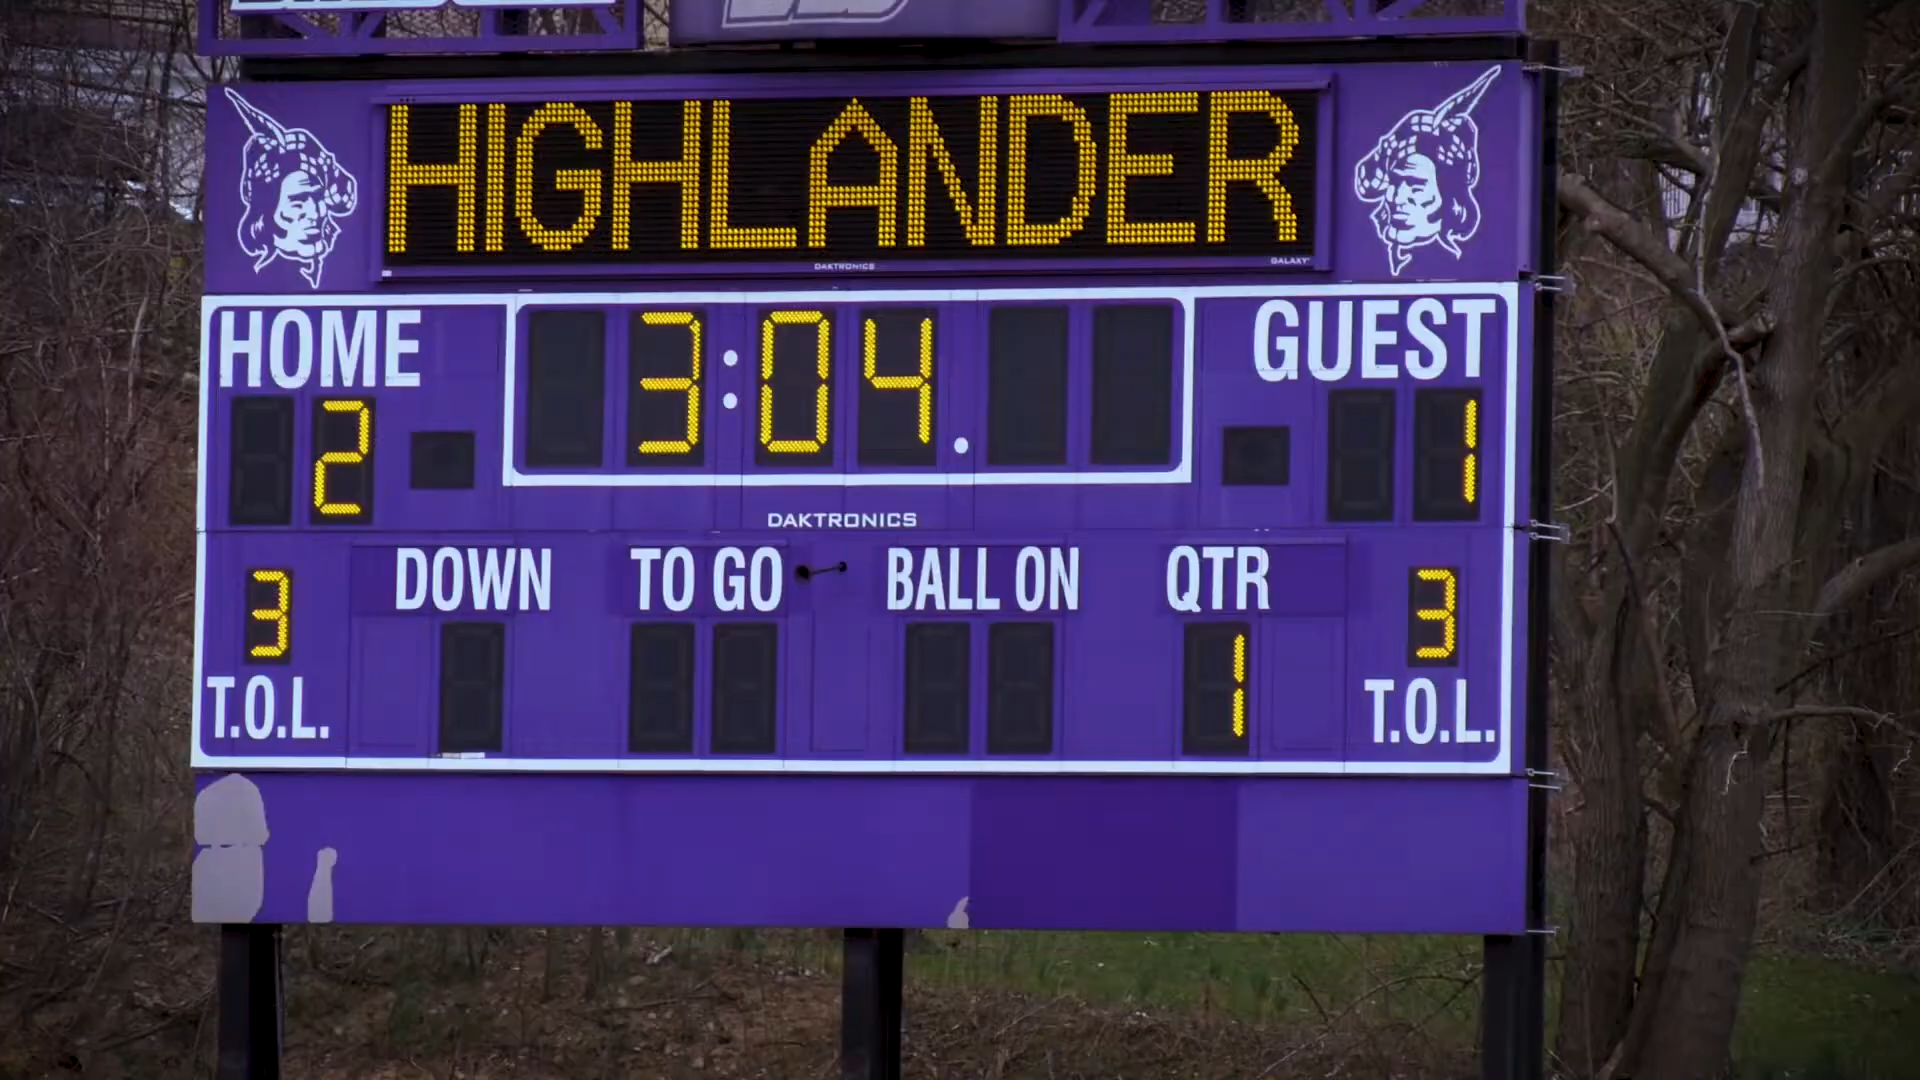 HIGHLANDER
DAKTRONICS GALAXY
HOME 3:04. GUEST
2 1
DAKTRONICS
DOWN TO GO BALL ON QTR
3 1 3
T.O.L. T.O.L.